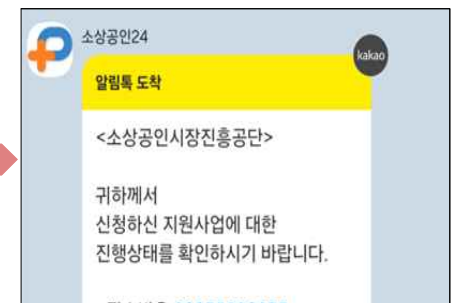 소상공인24
kakao
알림톡 도착
<소상공인시장진흥공단>
귀하께서
신청하신 지원사업에 대한
진행상태를 확인하시기 바랍니다.